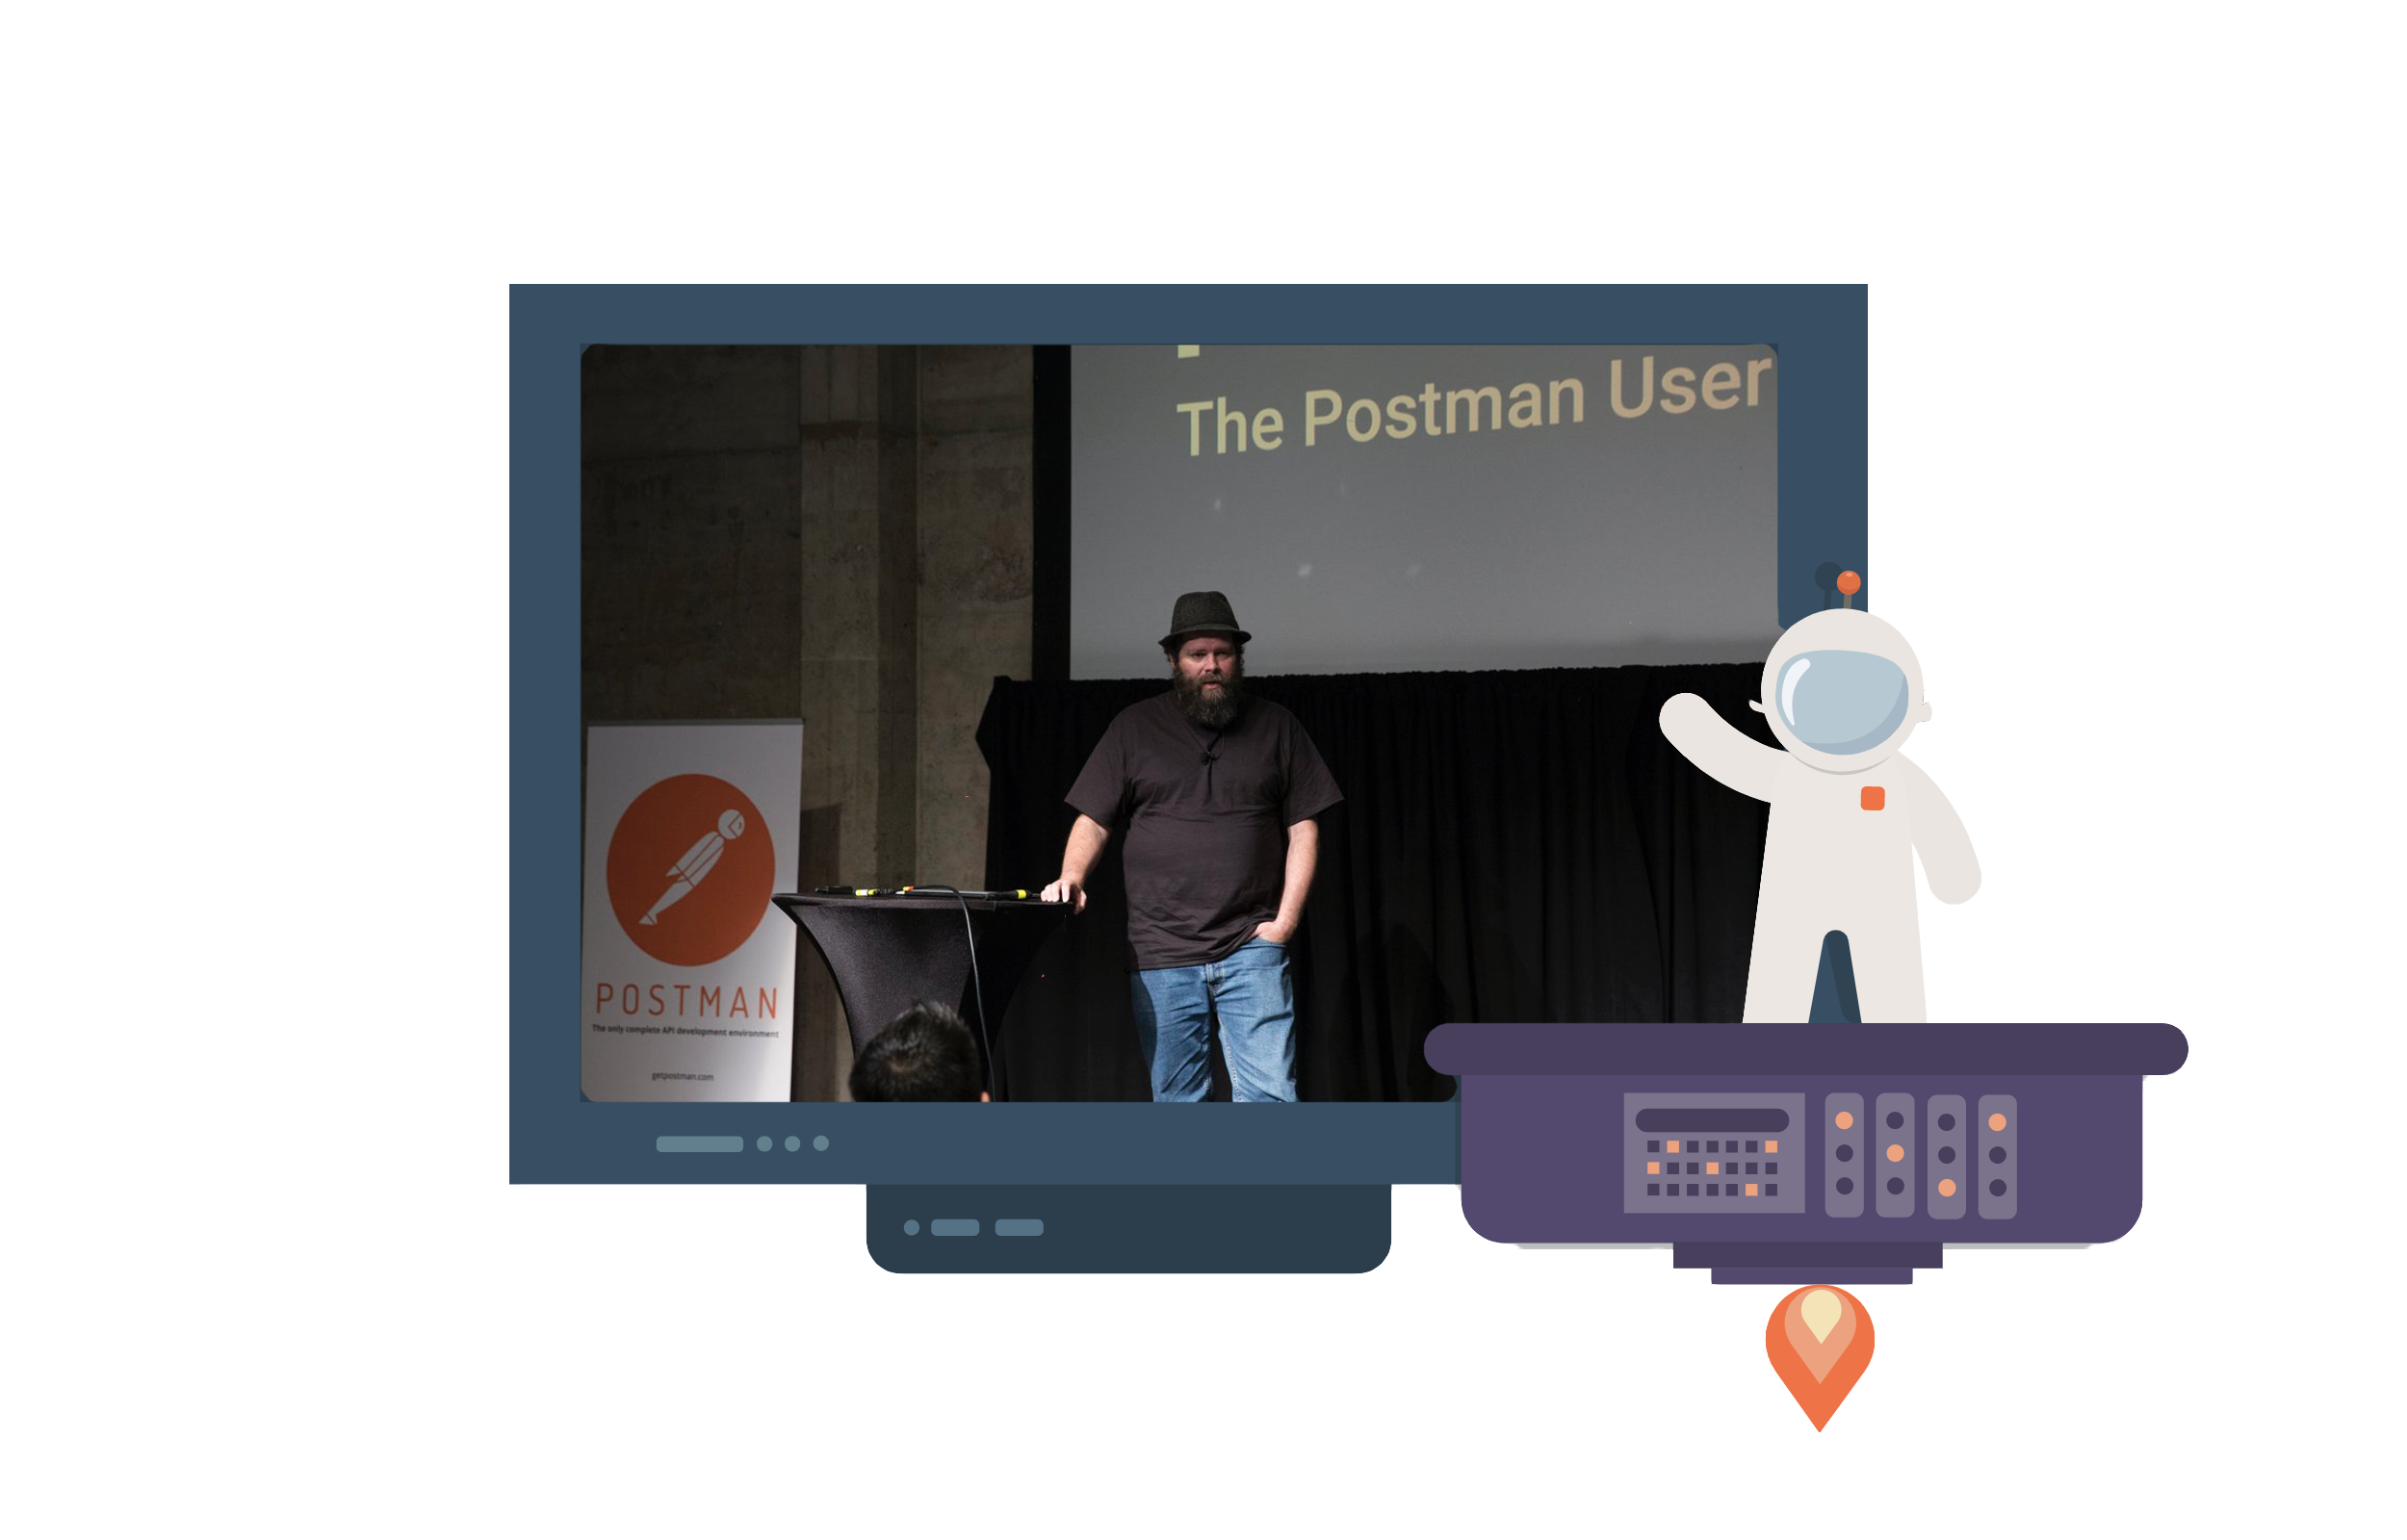 The Postman User
POSTMAN
The only complete API development environment
getpostman.com